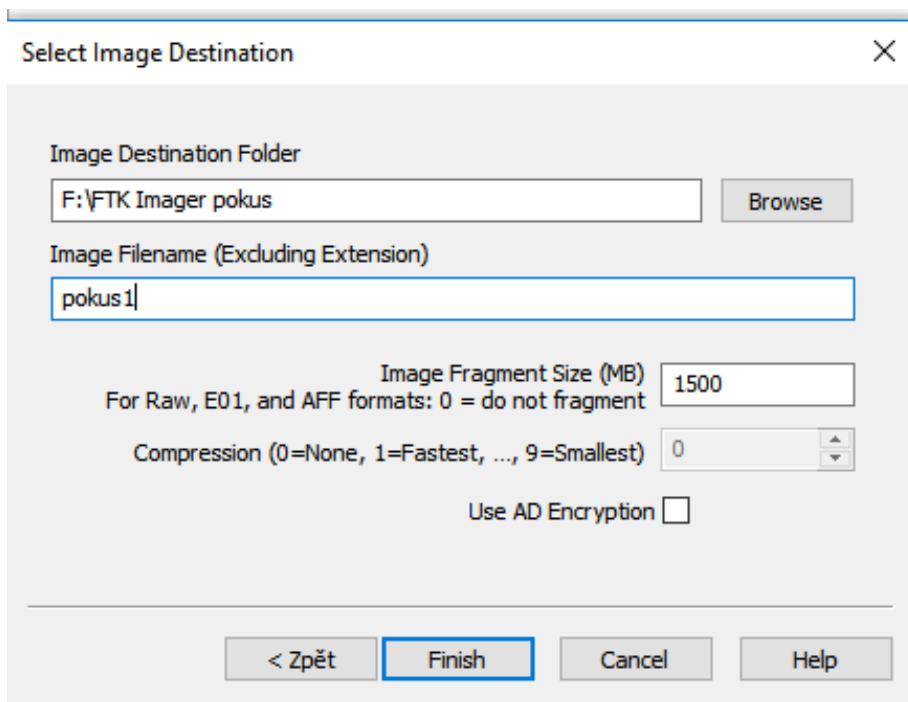 Select Image Destination
Image Destination Folder
F:\FTK Imager pokus
Browse
Image Filename (Excluding Extension)
pokus1
Image Fragment Size (MB)
For Raw, E01, and AFF formats: 0 = do not fragment
1500
Compression (0=None, 1=Fastest, ..., 9=Smallest)
0
Use AD Encryption
< Zpět
Finish
Cancel
Help